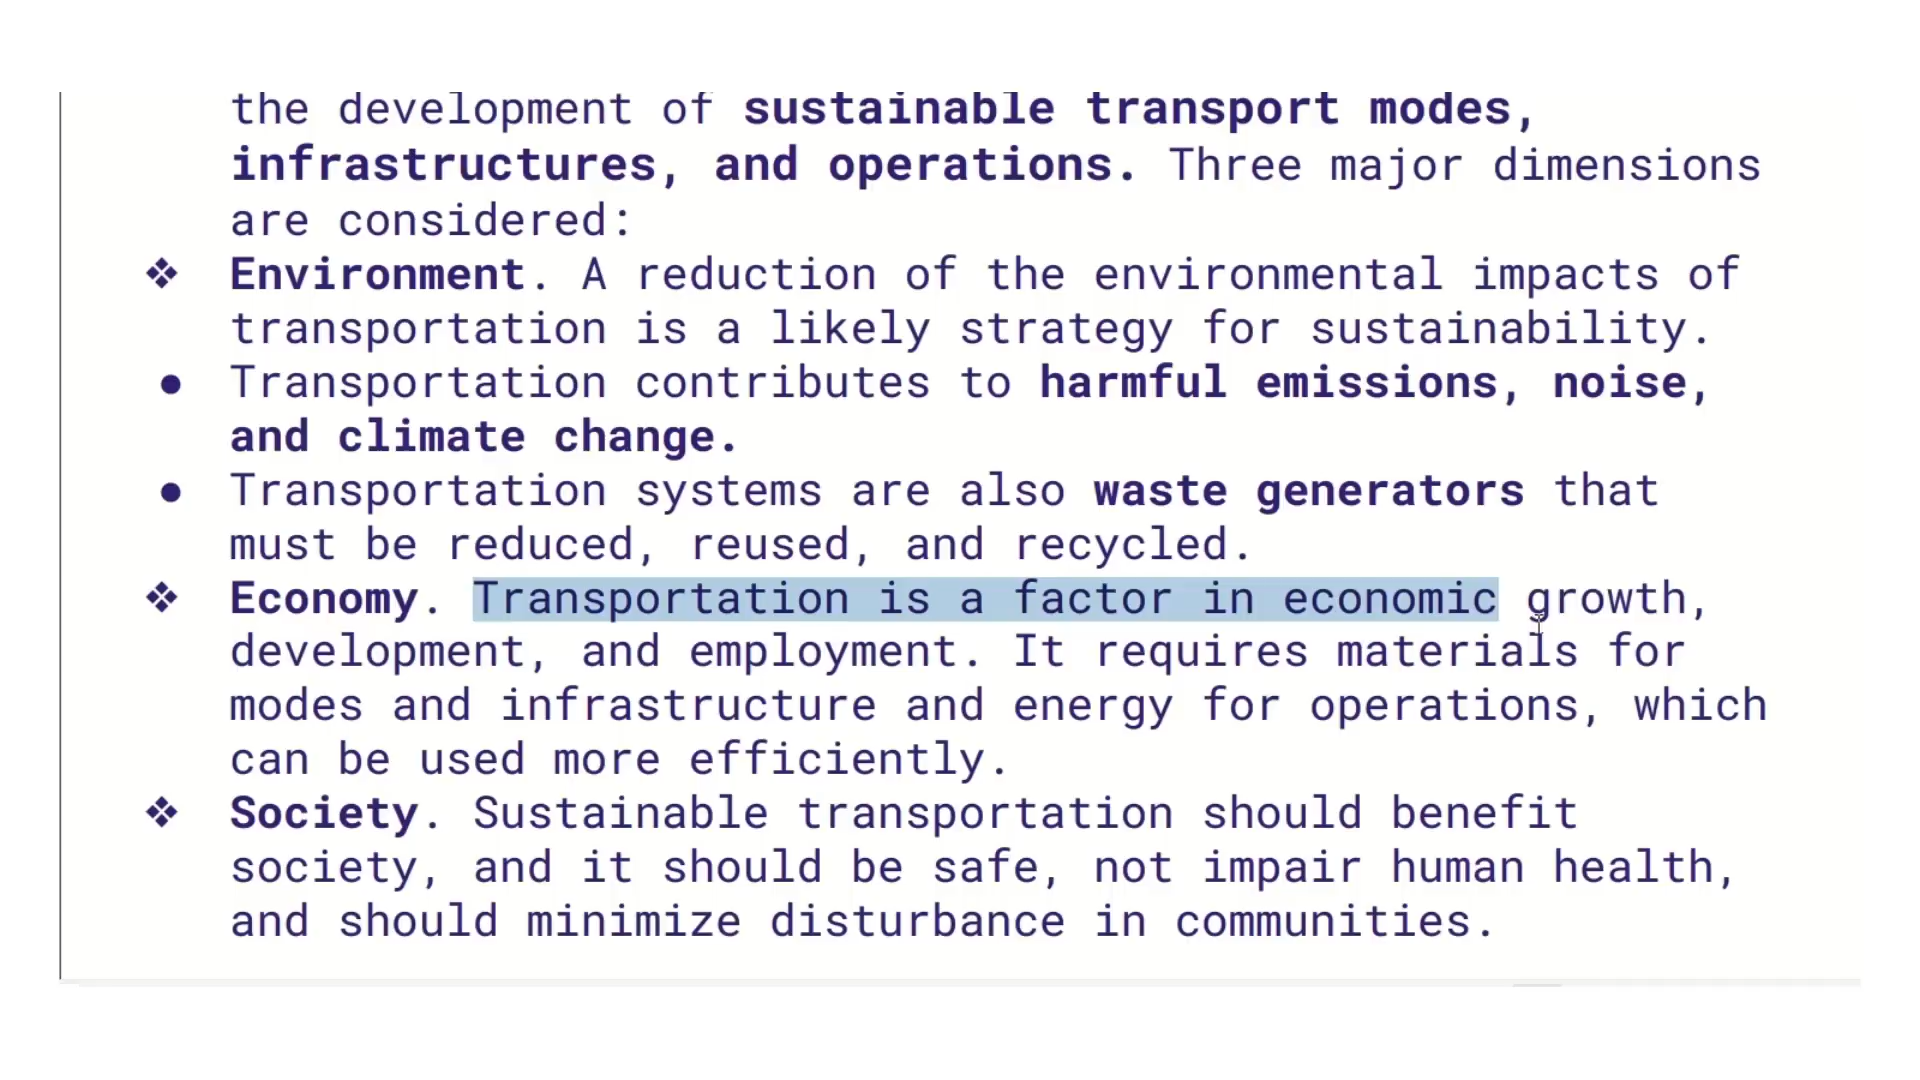 the development of sustainable transport modes,
infrastructures, and operations. Three major dimensions
are considered:
❖ Environment. A reduction of the environmental impacts of
transportation is a likely strategy for sustainability.
● Transportation contributes to harmful emissions, noise,
and climate change.
● Transportation systems are also waste generators that
must be reduced, reused, and recycled.
❖ Economy. Transportation is a factor in economic growth,
development, and employment. It requires materials for
modes and infrastructure and energy for operations, which
can be used more efficiently.
❖ Society. Sustainable transportation should benefit
society, and it should be safe, not impair human health,
and should minimize disturbance in communities.